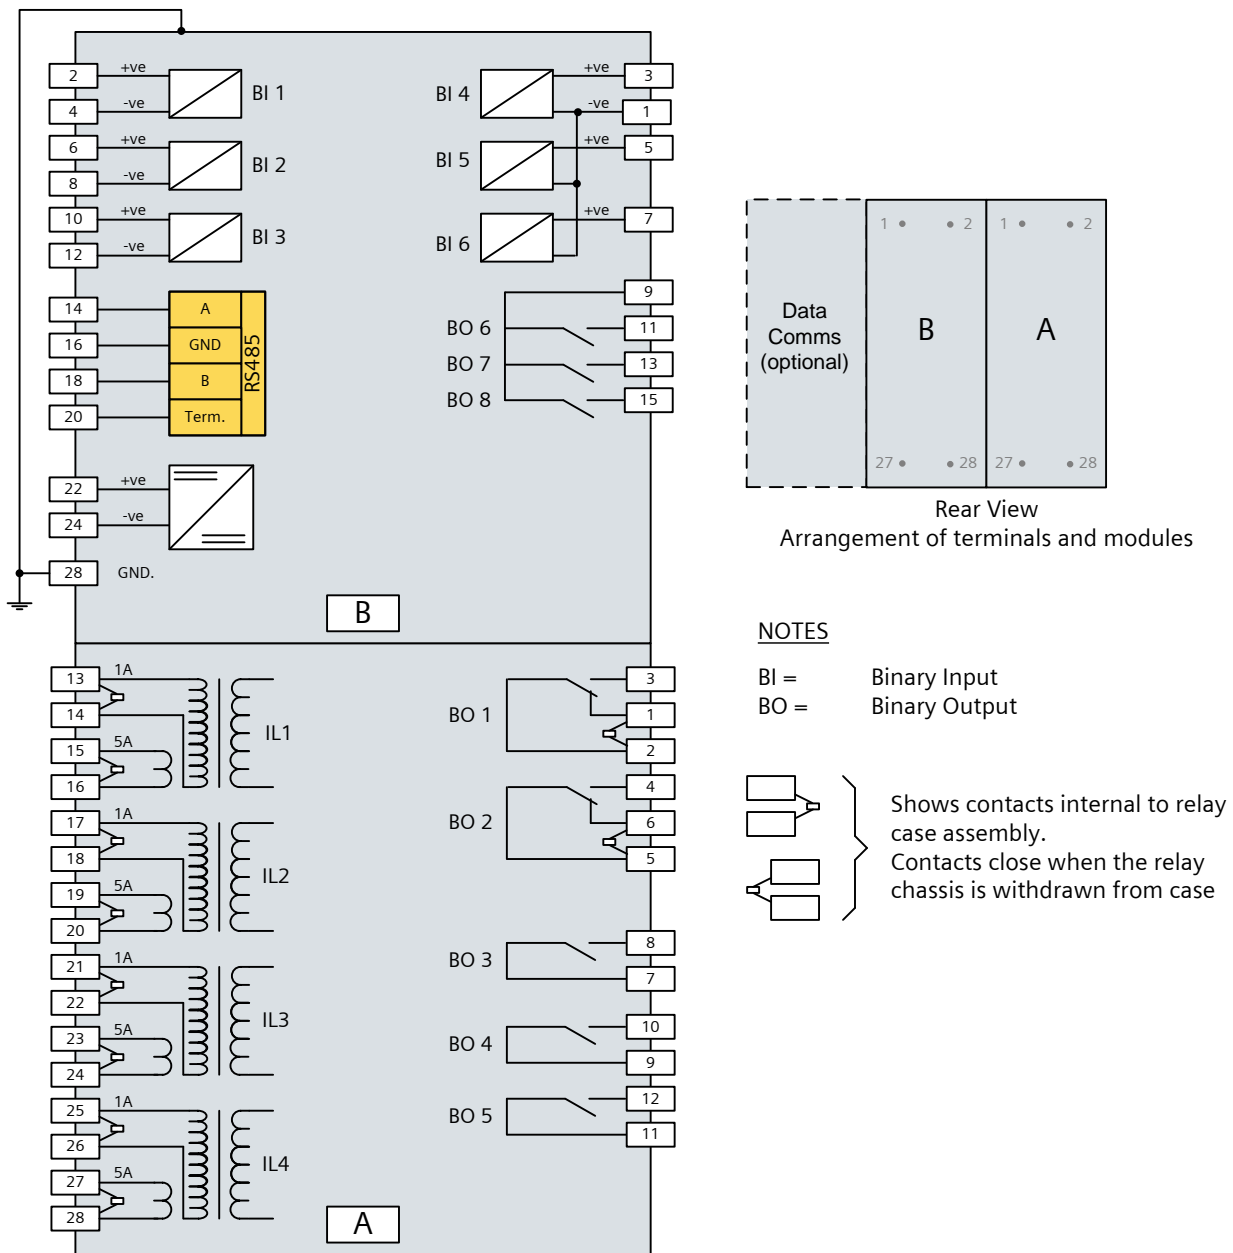 2 +ve
BI 1
4 -ve
6 +ve
BI 2
8 -ve
10 +ve
BI 3
12 -ve
14 A
16 GND
18 B
20 Term.
RS485
22 +ve
24 -ve
28 GND.
BI 4 +ve 3
-ve 1
BI 5 +ve 5
BI 6 +ve 7
9
BO 6 11
BO 7 13
BO 8 15
B
13 1A
14
IL1
15 5A
16
17 1A
18
IL2
19 5A
20
21 1A
22
IL3
23 5A
24
25 1A
26
IL4
27 5A
28
3
BO 1 1
2
4
BO 2 6
5
BO 3 8
7
10
BO 4 9
12
BO 5 11
A
Data
Comms
(optional)
1 2
B
27 28
1 2
A
27 28
Rear View
Arrangement of terminals and modules
NOTES
BI = Binary Input
BO = Binary Output
Shows contacts internal to relay
case assembly.
Contacts close when the relay
chassis is withdrawn from case